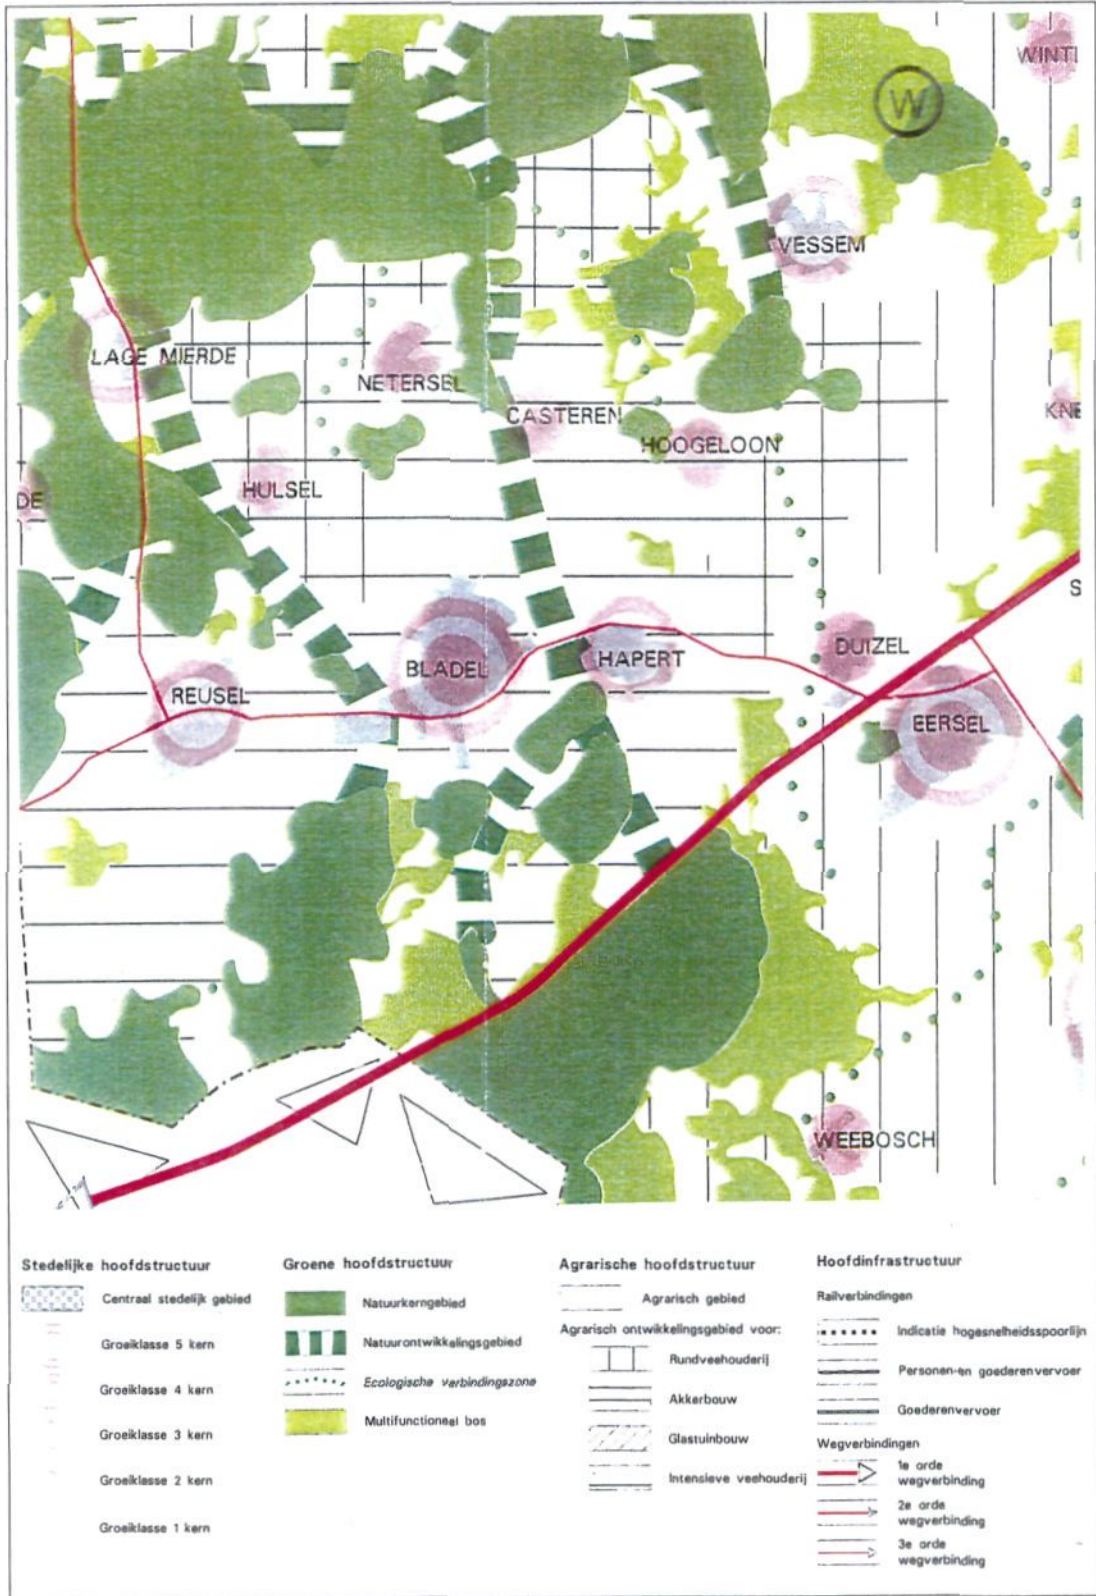 WINTI
W
VESSEM
LAGE MIERDE
NETERSEL
CASTEREN
KNE
HOOGELOON
DE
HULSEL
S
BLADEL
HAPERT
DUIZEL
REUSEL
EERSEL
WEEBOSCH
Stedelijke hoofdstructuur
Centraal stedelijk gebied
Groeiklasse 5 kern
Groeiklasse 4 kern
Groeiklasse 3 kern
Groeiklasse 2 kern
Groeiklasse 1 kern
Groene hoofdstructuur
Natuurkerngebied
Natuurontwikkelingsgebied
Ecologische verbindingszone
Multifunctioneel bos
Agrarische hoofdstructuur
Agrarisch gebied
Agrarisch ontwikkelingsgebied voor:
Rundveehouderij
Akkerbouw
Glastuinbouw
Intensieve veehouderij
Hoofdinfrastructuur
Railverbindingen
Indicatie hogesnelheidsspoorlijn
Personen-en goederenvervoer
Goederenvervoer
Wegverbindingen
1e orde
wegverbinding
2e orde
wegverbinding
3e orde
wegverbinding